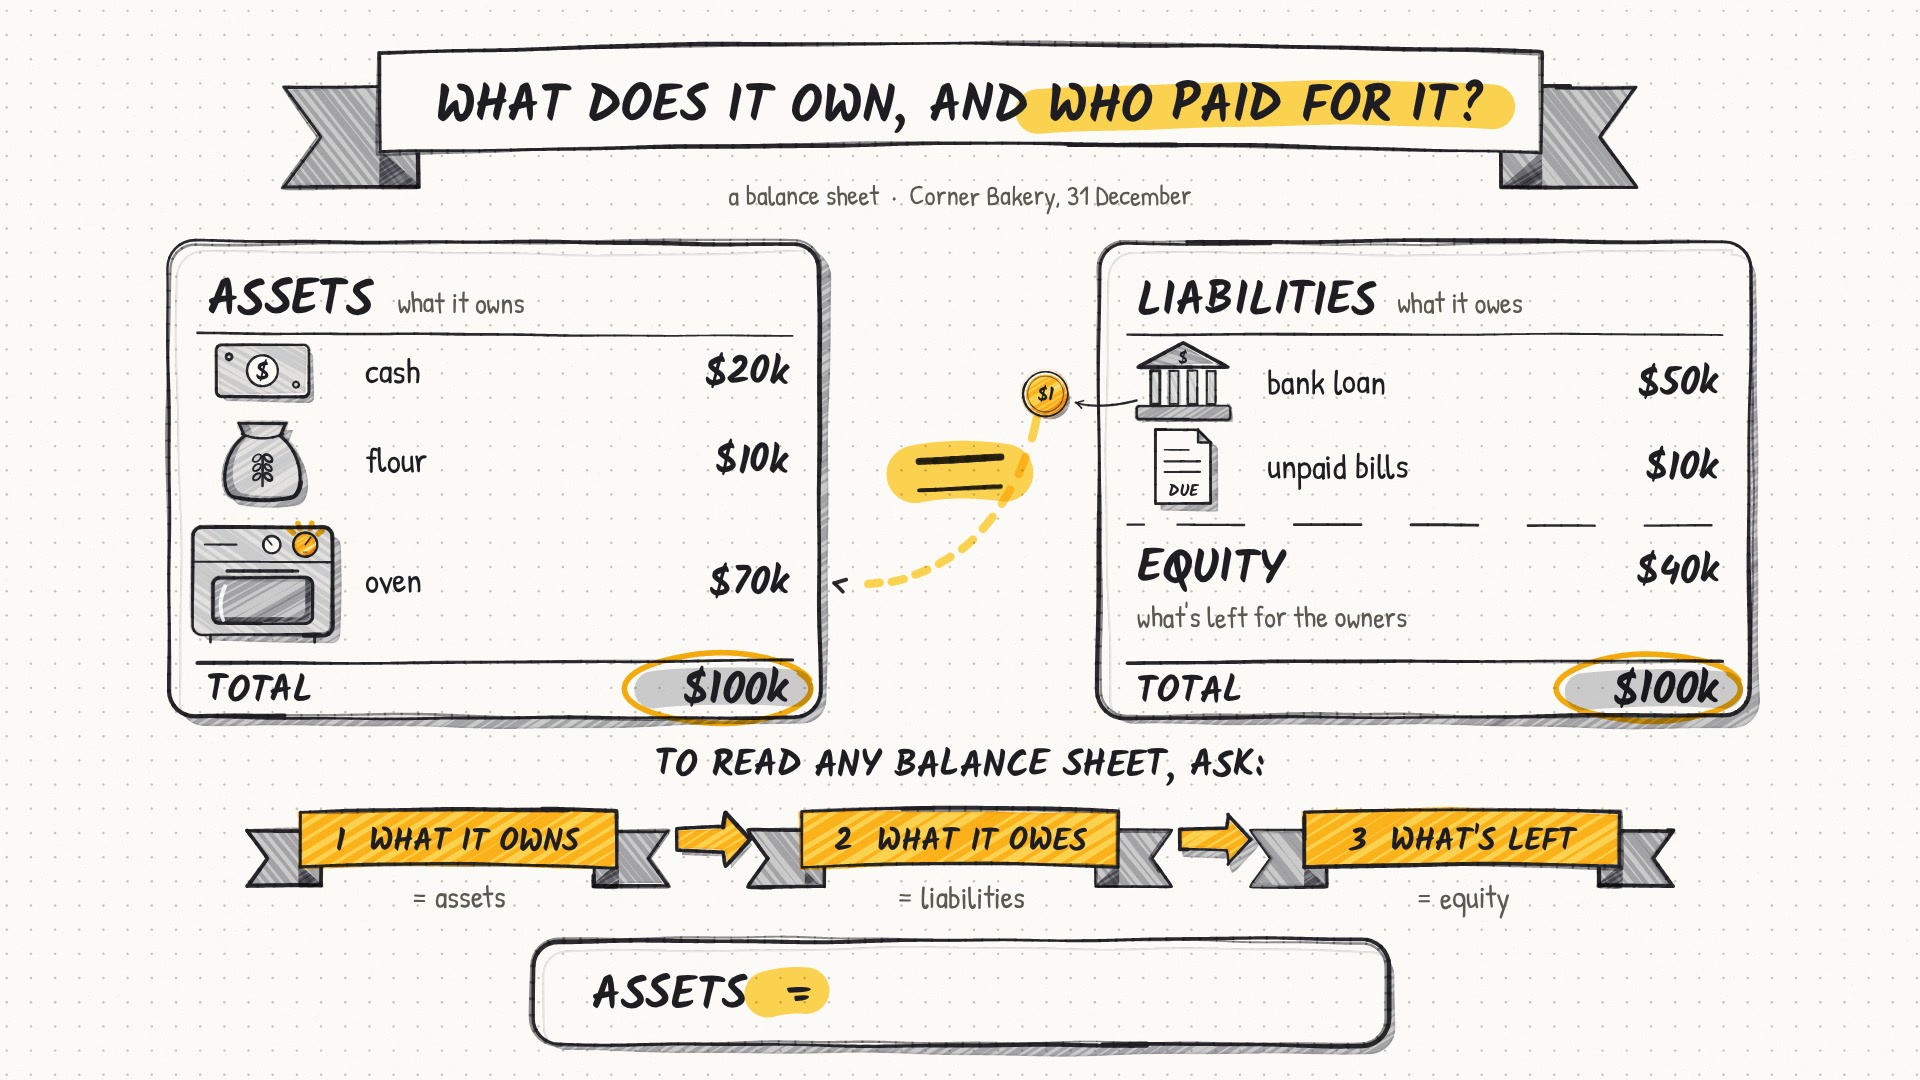 WHAT DOES IT OWN, AND WHO PAID FOR IT?
a balance sheet · Corner Bakery, 31 December
ASSETS what it owns
$ cash $20k
flour $10k
oven $70k
TOTAL $100k
$1
LIABILITIES what it owes
$ bank loan $50k
unpaid bills $10k
DUE
EQUITY $40k
what's left for the owners
TOTAL $100k
TO READ ANY BALANCE SHEET, ASK:
1 WHAT IT OWNS
= assets
2 WHAT IT OWES
= liabilities
3 WHAT'S LEFT
= equity
ASSETS =